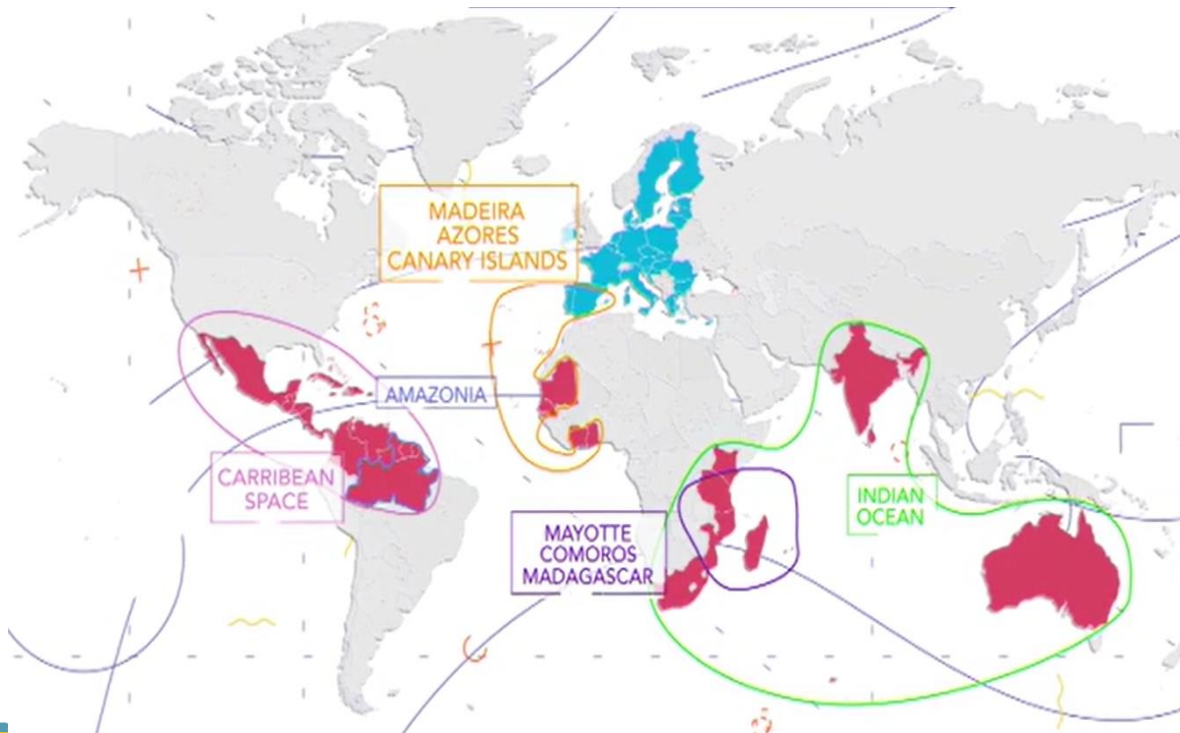 MADEIRA
AZORES
CANARY ISLANDS
AMAZONIA
CARRIBEAN
SPACE
MAYOTTE
COMOROS
MADAGASCAR
INDIAN
OCEAN